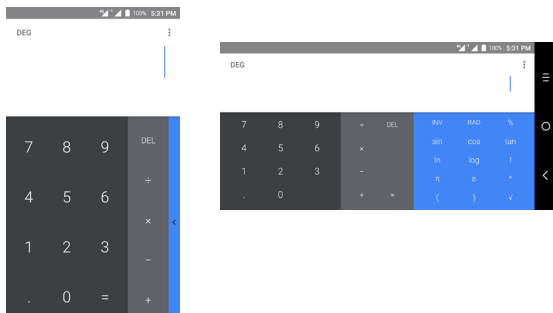 100% 5:31 PM
DEG
7 8 9 DEL
÷
4 5 6
×
1 2 3
−
. 0 = +
100% 5:31 PM
DEG
7 8 9 ÷ DEL INV RAD %
4 5 6 × sin cos tan
1 2 3 − ln log !
π e ^
. 0 + = ( ) √